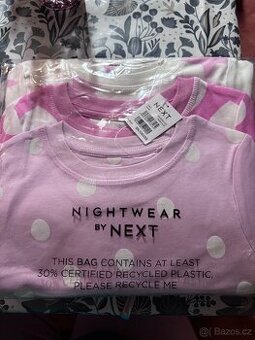 NEXT
NIGHTWEAR
BY NEXT
THIS BAG CONTAINS AT LEAST
30% CERTIFIED RECYCLED PLASTIC,
PLEASE RECYCLE ME
Bazos.cz